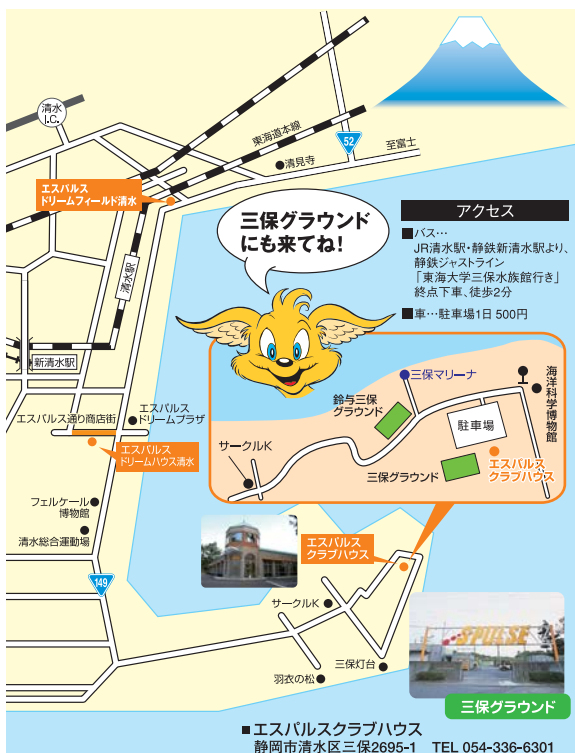 清水
I.C.
東海道本線
52
至富士
清見寺
エスパルス
ドリームフィールド清水
三保グラウンド
にも来てね!
アクセス
■バス…
JR清水駅・静鉄新清水駅より、
静鉄ジャストライン
「東海大学三保水族館行き」
終点下車、徒歩2分
■車…駐車場1日 500円
清水駅
新清水駅
エスパルス通り商店街
エスパルス
ドリームプラザ
エスパルス
ドリームハウス清水
三保マリーナ
鈴与三保
グラウンド
海洋科学博物館
駐車場
サークルK
三保グラウンド
エスパルス
クラブハウス
フェルケール
博物館
清水総合運動場
149
エスパルス
クラブハウス
サークルK
三保灯台
羽衣の松
SPULSE
三保グラウンド
■エスパルスクラブハウス
静岡市清水区三保2695-1 TEL 054-336-6301